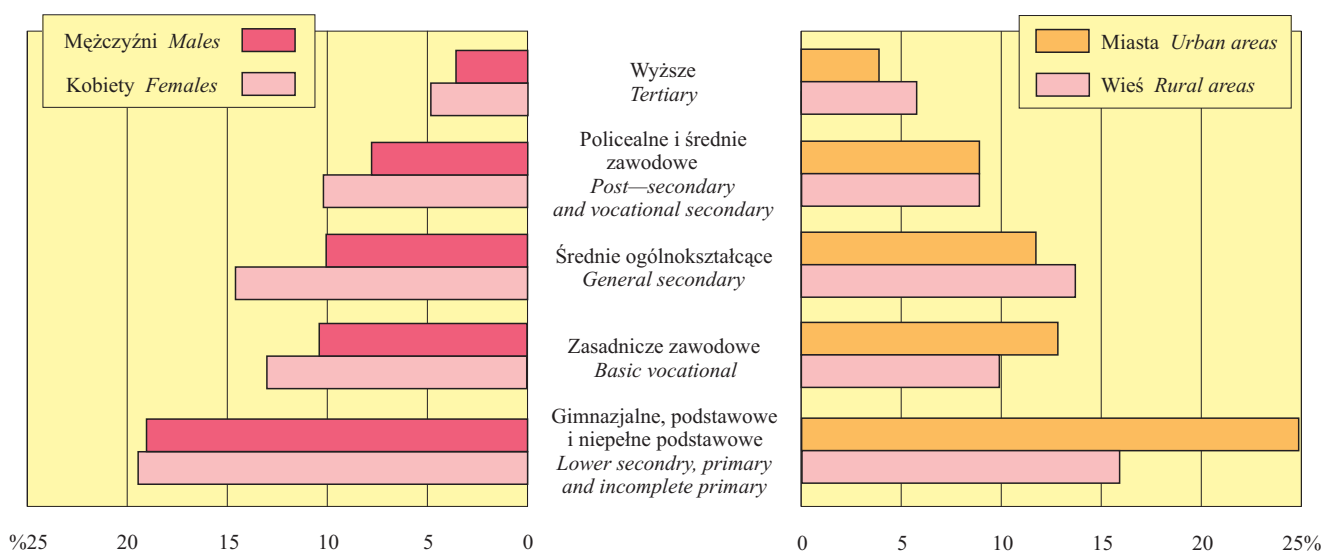 Mężczyźni Males
Kobiety Females
Miasta Urban areas
Wieś Rural areas
Wyższe
Tertiary
Policealne i średnie
zawodowe
Post—secondary
and vocational secondary
Średnie ogólnokształcące
General secondary
Zasadnicze zawodowe
Basic vocational
Gimnazjalne, podstawowe
i niepełne podstawowe
Lower secondry, primary
and incomplete primary
%25 20 15 10 5 0
0 5 10 15 20 25%